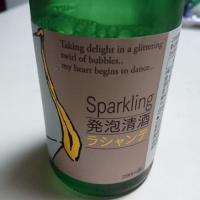 Taking delight in a glittering
swirl of bubbles..
my heart begins to dance...
Sparkling
発泡清酒
ラシャンテ